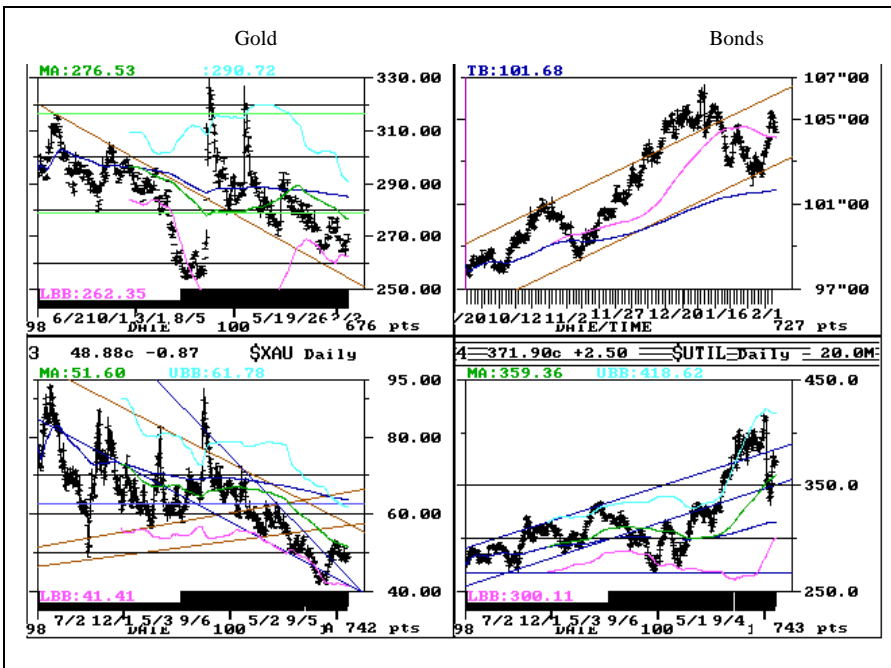 Gold
Bonds
MA:276.53 :290.72
330.00
310.00
290.00
270.00
250.00
LBB:262.35
98 6/2 10/1 3/1 8/5 100 5/19/26 3/2 676 pts
DATE
TB:101.68
107"00
105"00
101"00
97"00
/20 10/12 11/2 11/27 12/20 1/16 2/1 727 pts
DATE/TIME
3 48.88c -0.87 $XAU Daily
MA:51.60 UBB:61.78
95.00
80.00
60.00
40.00
LBB:41.41
98 7/2 12/1 5/3 9/6 100 5/2 9/5 742 pts
DATE
4 371.90c +2.50 $UTIL Daily - 20.0M
MA:359.36 UBB:418.62
450.0
350.0
250.0
LBB:300.11
98 7/2 12/1 5/3 9/6 100 5/1 9/4 743 pts
DATE